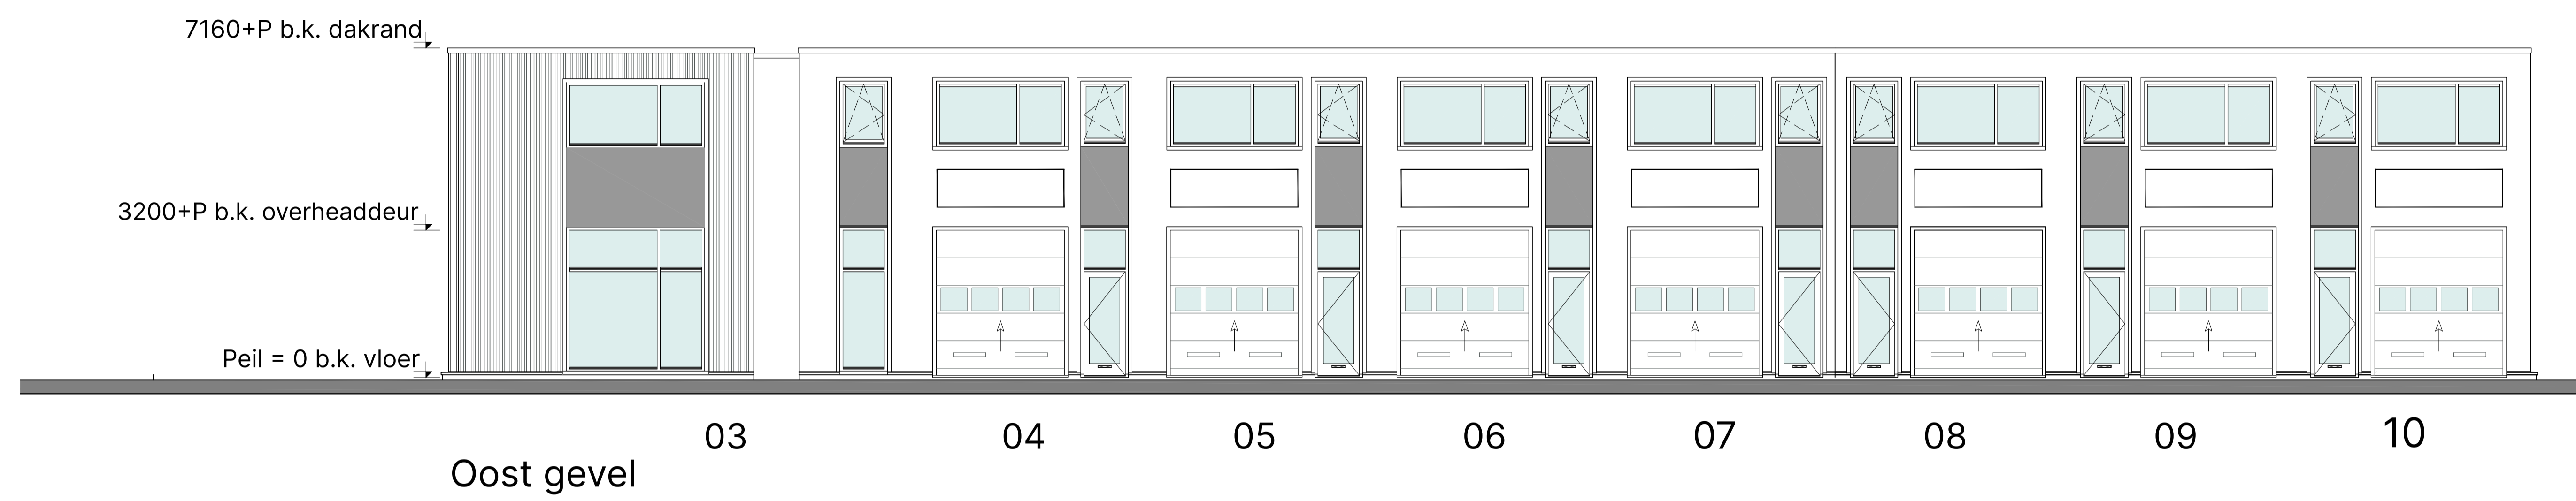 7160+P b.k. dakrand
3200+P b.k. overheaddeur
Peil = 0 b.k. vloer
03 04 05 06 07 08 09 10
Oost gevel